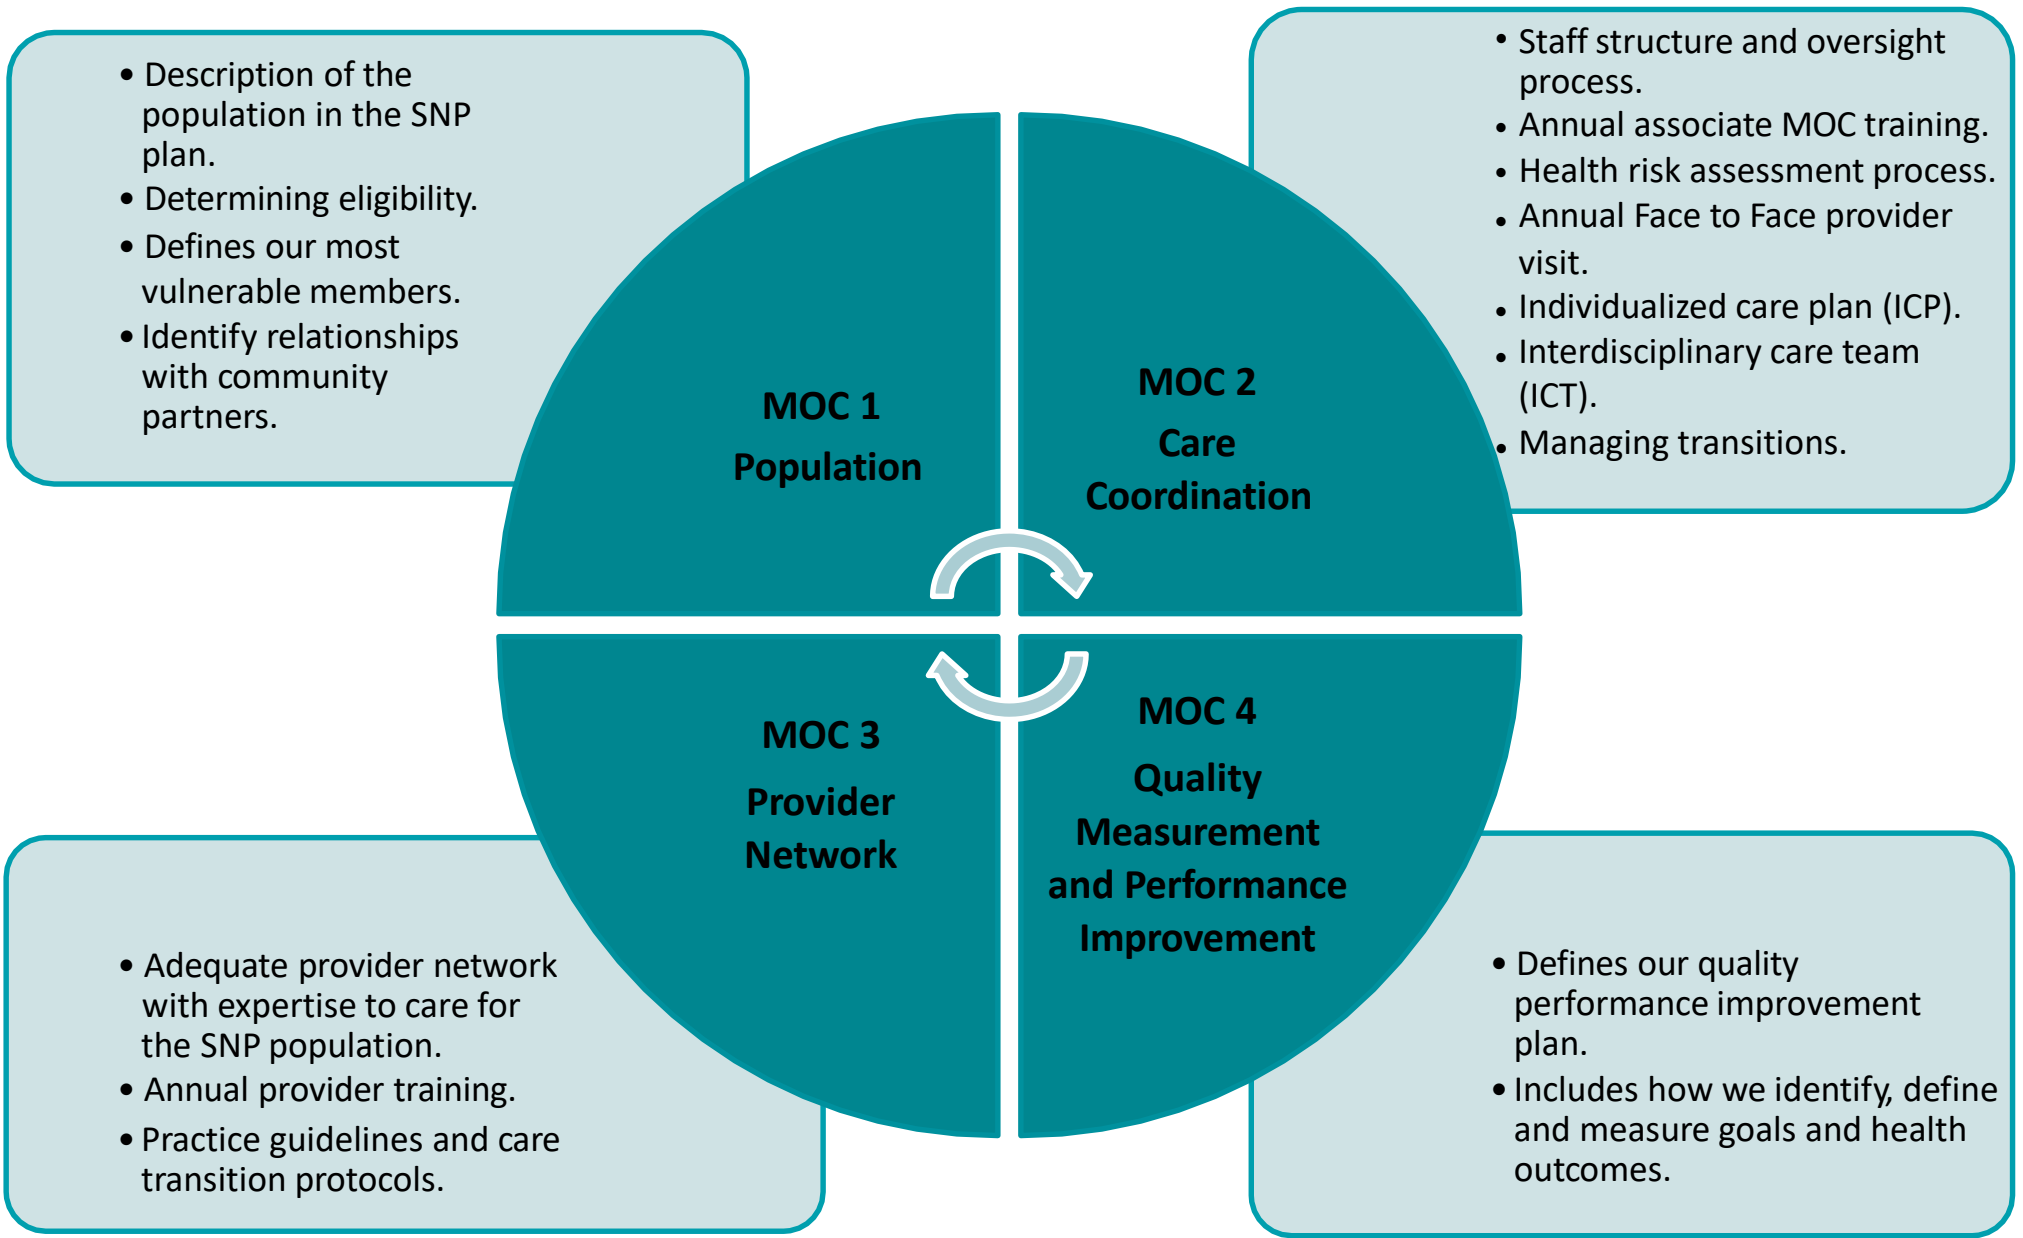 • Description of the
population in the SNP
plan.
• Determining eligibility.
• Defines our most
vulnerable members.
• Identify relationships
with community
partners.
• Staff structure and oversight
process.
• Annual associate MOC training.
• Health risk assessment process.
• Annual Face to Face provider
visit.
• Individualized care plan (ICP).
• Interdisciplinary care team
(ICT).
• Managing transitions.
MOC 1
Population
MOC 2
Care
Coordination
MOC 3
Provider
Network
MOC 4
Quality
Measurement
and Performance
Improvement
• Adequate provider network
with expertise to care for
the SNP population.
• Annual provider training.
• Practice guidelines and care
transition protocols.
• Defines our quality
performance improvement
plan.
• Includes how we identify, define
and measure goals and health
outcomes.